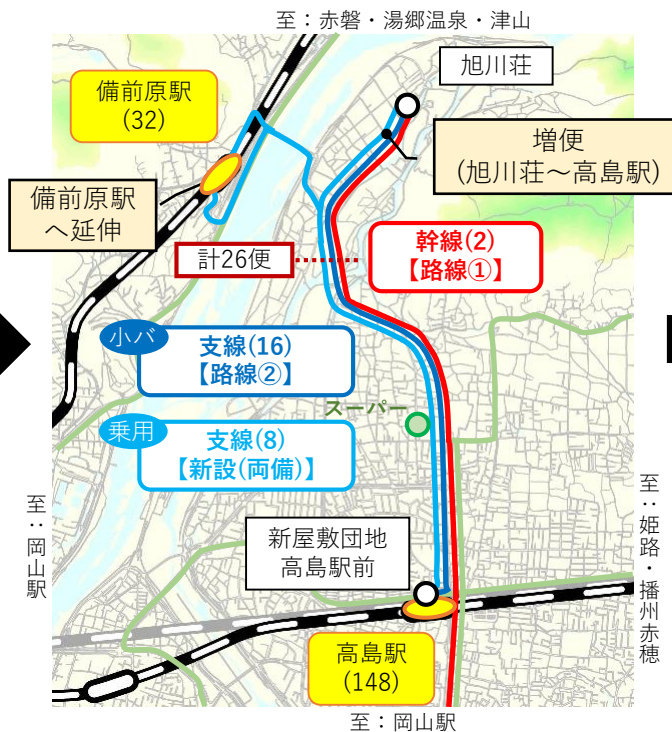 至：赤磐・湯郷温泉・津山
旭川荘
備前原駅
(32)
増便
(旭川荘～高島駅)
備前原駅
へ延伸
幹線(2)
【路線①】
計26便
小バ
支線(16)
【路線②】
スーパー
乗用
支線(8)
【新設(両備)】
至：岡山駅
至：姫路・播州赤穂
新屋敷団地
高島駅前
高島駅
(148)
至：岡山駅